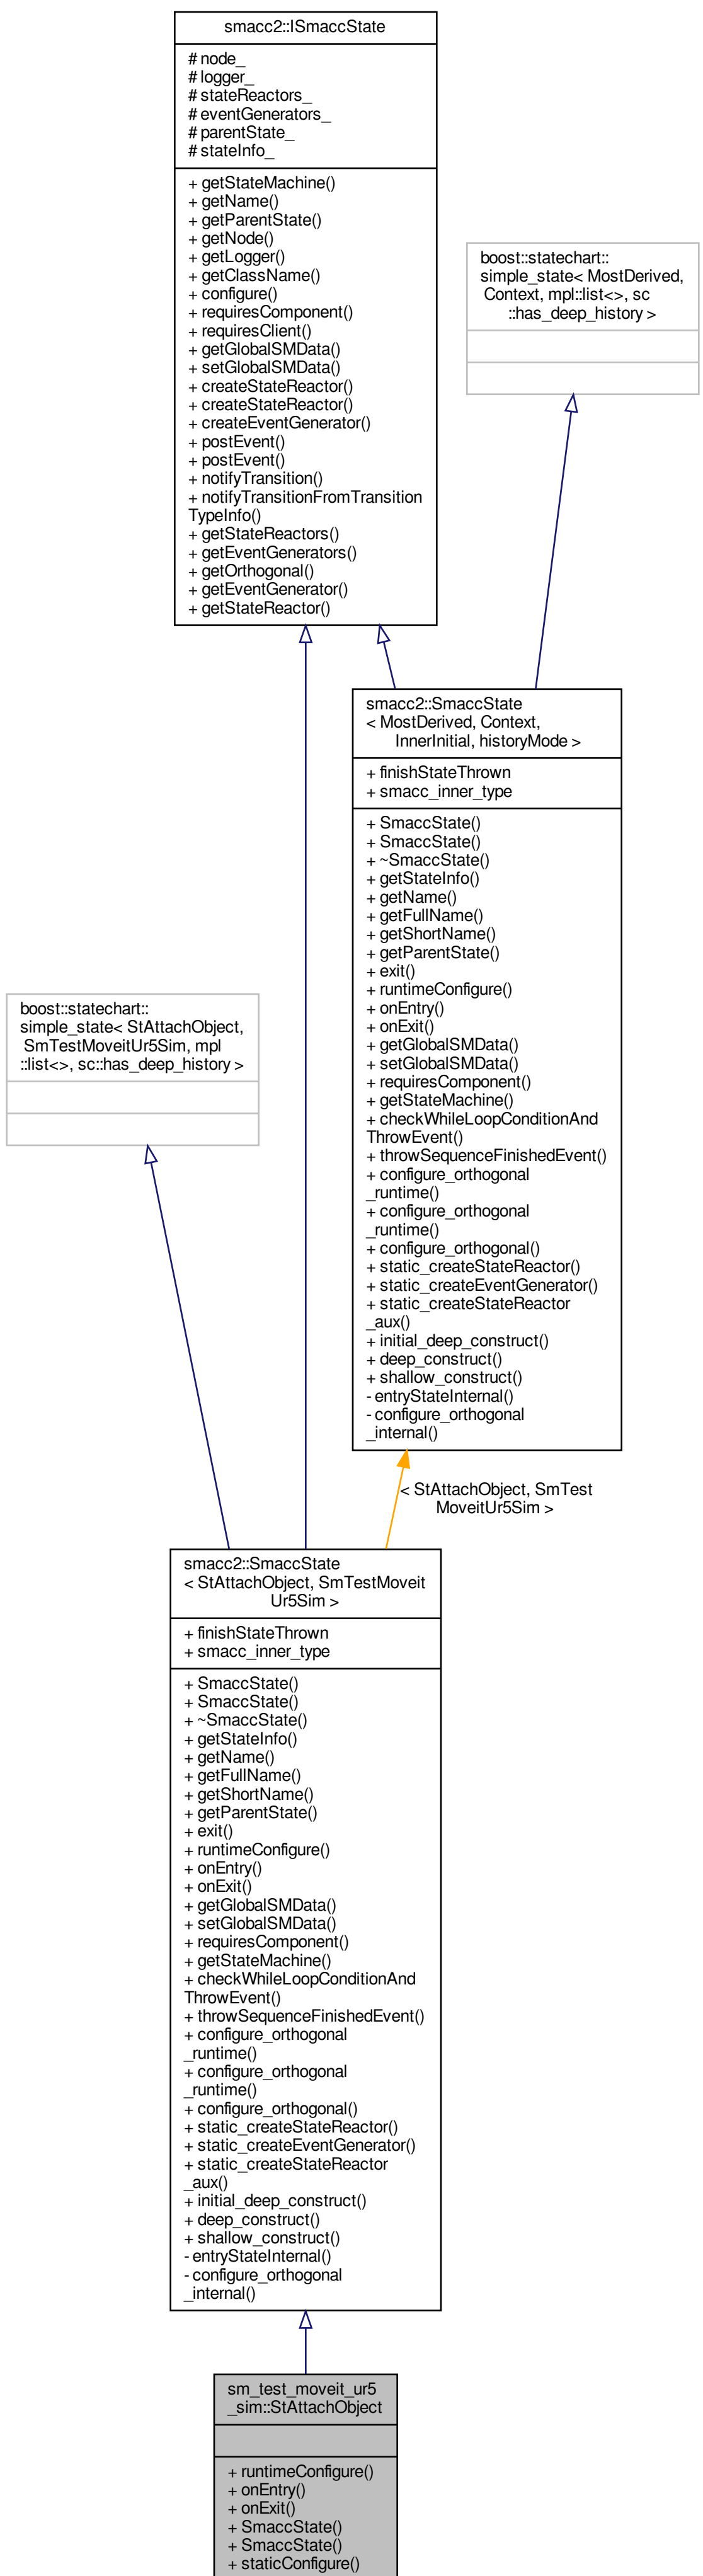 smacc2::ISmaccState
# node_
# logger_
# stateReactors_
# eventGenerators_
# parentState_
# stateInfo_
+ getStateMachine()
+ getName()
+ getParentState()
+ getNode()
+ getLogger()
+ getClassName()
+ configure()
+ requiresComponent()
+ requiresClient()
+ getGlobalSMData()
+ setGlobalSMData()
+ createStateReactor()
+ createStateReactor()
+ createEventGenerator()
+ postEvent()
+ postEvent()
+ notifyTransition()
+ notifyTransitionFromTransition
TypeInfo()
+ getStateReactors()
+ getEventGenerators()
+ getOrthogonal()
+ getEventGenerator()
+ getStateReactor()
boost::statechart::
simple_state< MostDerived,
Context, mpl::list<>, sc
::has_deep_history >
smacc2::SmaccState
< MostDerived, Context,
InnerInitial, historyMode >
+ finishStateThrown
+ smacc_inner_type
+ SmaccState()
+ SmaccState()
+ ~SmaccState()
+ getStateInfo()
+ getName()
+ getFullName()
+ getShortName()
+ getParentState()
+ exit()
+ runtimeConfigure()
+ onEntry()
+ onExit()
+ getGlobalSMData()
+ setGlobalSMData()
+ requiresComponent()
+ getStateMachine()
+ checkWhileLoopConditionAnd
ThrowEvent()
+ throwSequenceFinishedEvent()
+ configure_orthogonal
_runtime()
+ configure_orthogonal
_runtime()
+ configure_orthogonal()
+ static_createStateReactor()
+ static_createEventGenerator()
+ static_createStateReactor
_aux()
+ initial_deep_construct()
+ deep_construct()
+ shallow_construct()
- entryStateInternal()
- configure_orthogonal
_internal()
boost::statechart::
simple_state< StAttachObject,
SmTestMoveitUr5Sim, mpl
::list<>, sc::has_deep_history >
< StAttachObject, SmTest
MoveitUr5Sim >
smacc2::SmaccState
< StAttachObject, SmTestMoveit
Ur5Sim >
+ finishStateThrown
+ smacc_inner_type
+ SmaccState()
+ SmaccState()
+ ~SmaccState()
+ getStateInfo()
+ getName()
+ getFullName()
+ getShortName()
+ getParentState()
+ exit()
+ runtimeConfigure()
+ onEntry()
+ onExit()
+ getGlobalSMData()
+ setGlobalSMData()
+ requiresComponent()
+ getStateMachine()
+ checkWhileLoopConditionAnd
ThrowEvent()
+ throwSequenceFinishedEvent()
+ configure_orthogonal
_runtime()
+ configure_orthogonal
_runtime()
+ configure_orthogonal()
+ static_createStateReactor()
+ static_createEventGenerator()
+ static_createStateReactor
_aux()
+ initial_deep_construct()
+ deep_construct()
+ shallow_construct()
- entryStateInternal()
- configure_orthogonal
_internal()
sm_test_moveit_ur5
_sim::StAttachObject
+ runtimeConfigure()
+ onEntry()
+ onExit()
+ SmaccState()
+ SmaccState()
+ staticConfigure()